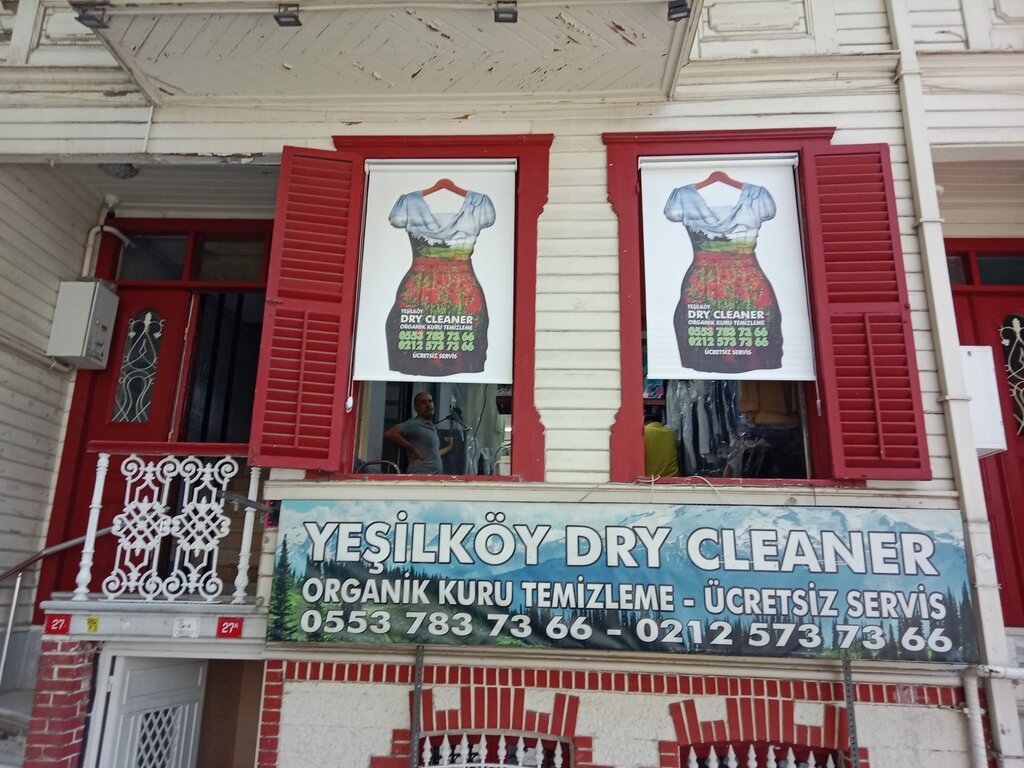 YEŞİLKÖY
DRY CLEANER
ORGANİK KURU TEMİZLEME
0553 783 73 66
0212 573 73 66
ÜCRETSİZ SERVİS
YEŞİLKÖY
DRY CLEANER
ORGANİK KURU TEMİZLEME
0553 783 73 66
0212 573 73 66
ÜCRETSİZ SERVİS
YEŞİLKÖY DRY CLEANER
ORGANİK KURU TEMİZLEME - ÜCRETSİZ SERVİS
0553 783 73 66 - 0212 573 73 66
27
27A